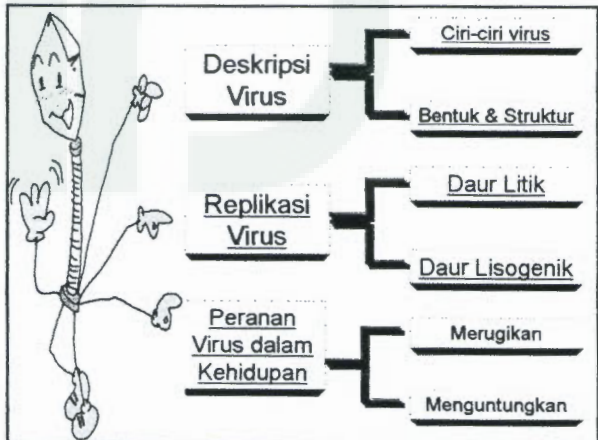 Deskripsi
Virus
Ciri-ciri virus
Bentuk & Struktur
Replikasi
Virus
Daur Litik
Daur Lisogenik
Peranan
Virus dalam
Kehidupan
Merugikan
Menguntungkan